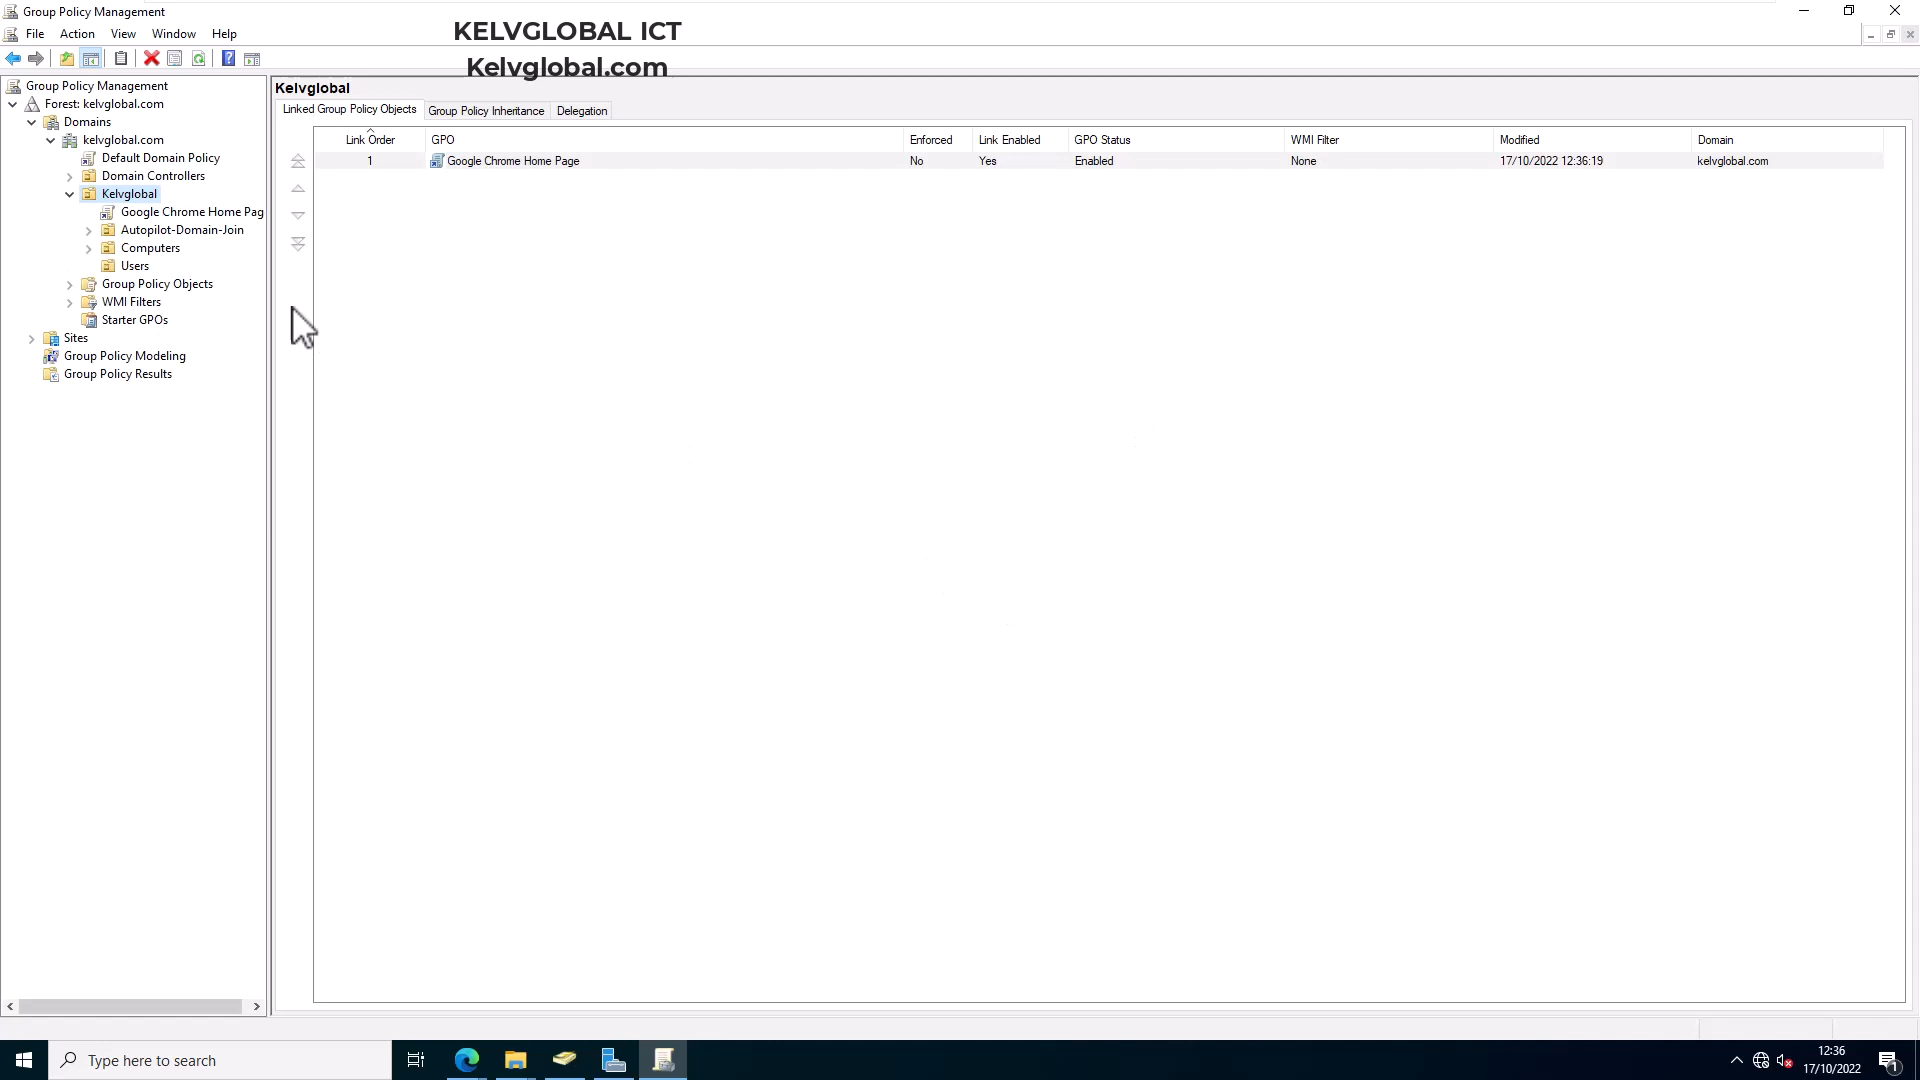 Group Policy Management
KELVGLOBAL ICT
File Action View Window Help
Kelvglobal.com
Group Policy Management
Forest: kelvglobal.com
Domains
kelvglobal.com
Default Domain Policy
Domain Controllers
Kelvglobal
Google Chrome Home Pag
Autopilot-Domain-Join
Computers
Users
Group Policy Objects
WMI Filters
Starter GPOs
Sites
Group Policy Modeling
Group Policy Results
Kelvglobal
Linked Group Policy Objects Group Policy Inheritance Delegation
Link Order GPO Enforced Link Enabled GPO Status WMI Filter Modified Domain
1 Google Chrome Home Page No Yes Enabled None 17/10/2022 12:36:19 kelvglobal.com
Type here to search
12:36
17/10/2022
1